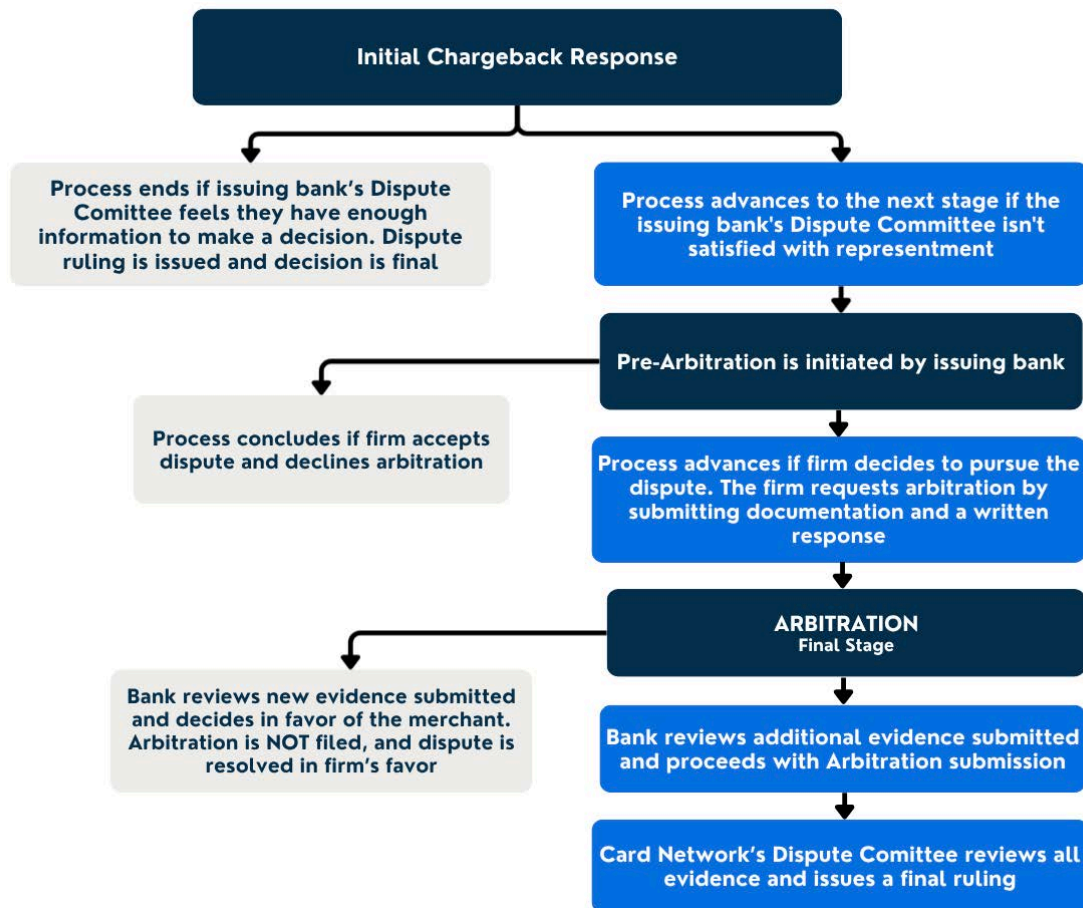 Initial Chargeback Response
Process ends if issuing bank’s Dispute
Comittee feels they have enough
information to make a decision. Dispute
ruling is issued and decision is final
Process advances to the next stage if the
issuing bank's Dispute Committee isn't
satisfied with representment
Pre-Arbitration is initiated by issuing bank
Process concludes if firm accepts
dispute and declines arbitration
Process advances if firm decides to pursue the
dispute. The firm requests arbitration by
submitting documentation and a written
response
ARBITRATION
Final Stage
Bank reviews new evidence submitted
and decides in favor of the merchant.
Arbitration is NOT filed, and dispute is
resolved in firm’s favor
Bank reviews additional evidence submitted
and proceeds with Arbitration submission
Card Network’s Dispute Comittee reviews all
evidence and issues a final ruling